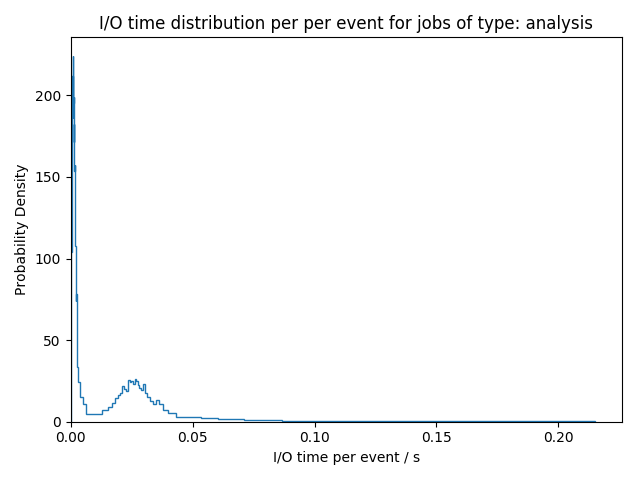 I/O time distribution per per event for jobs of type: analysis
Probability Density
200
150
100
50
0
0.00 0.05 0.10 0.15 0.20
I/O time per event / s